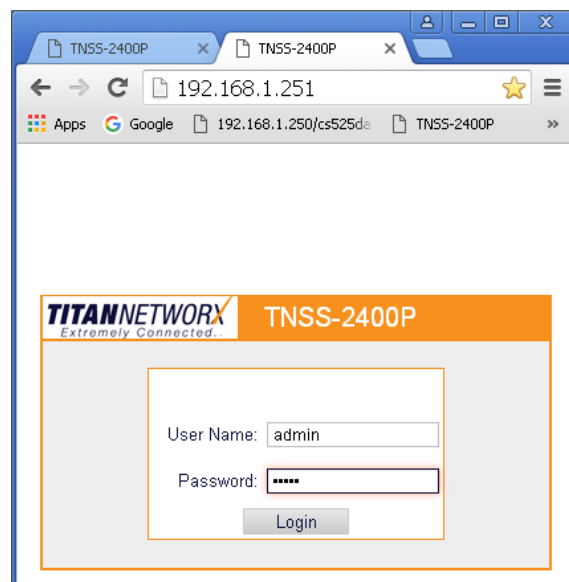 TNSS-2400P TNSS-2400P
192.168.1.251
Apps Google 192.168.1.250/cs525da TNSS-2400P »
TITANNETWORX TNSS-2400P
Extremely Connected..
User Name: admin
Password: •••••
Login